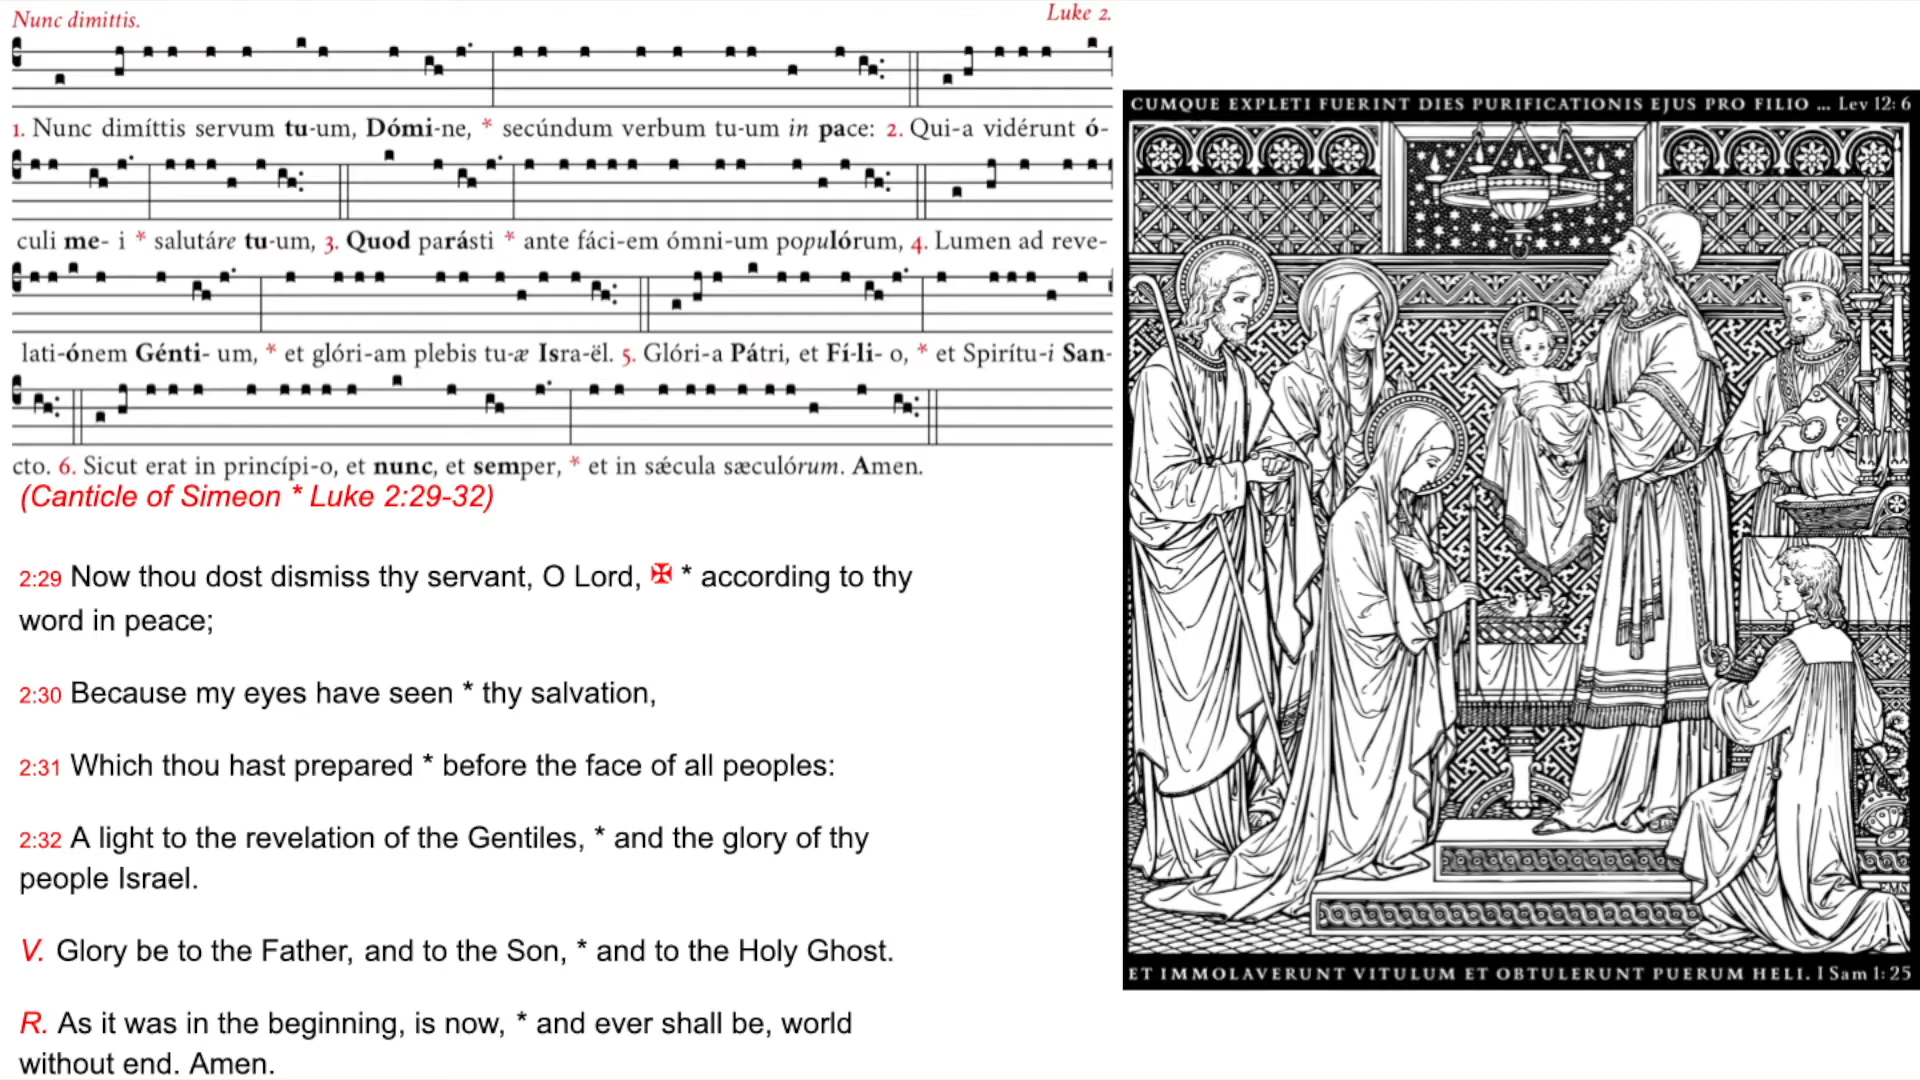 Nunc dimittis. Luke 2.
1. Nunc dimíttis servum tu-um, Dómi-ne, * secúndum verbum tu-um in pace: 2. Qui-a vidérunt ó-
culi me- i * salutáre tu-um, 3. Quod parásti * ante fáci-em ómni-um populórum, 4. Lumen ad reve-
lati-ónem Génti- um, * et glóri-am plebis tu-æ Isra-ël. 5. Glóri-a Pátri, et Fí-li- o, * et Spirítu-i San-
cto. 6. Sicut erat in princípi-o, et nunc, et semper, * et in sǽcula sæculórum. Amen.
(Canticle of Simeon * Luke 2:29-32)
2:29 Now thou dost dismiss thy servant, O Lord, ✠ * according to thy
word in peace;
2:30 Because my eyes have seen * thy salvation,
2:31 Which thou hast prepared * before the face of all peoples:
2:32 A light to the revelation of the Gentiles, * and the glory of thy
people Israel.
V. Glory be to the Father, and to the Son, * and to the Holy Ghost.
R. As it was in the beginning, is now, * and ever shall be, world
without end. Amen.
CUMQUE EXPLETI FUERINT DIES PURIFICATIONIS EJUS PRO FILIO ... Lev 12: 6
FMS
ET IMMOLAVERUNT VITULUM ET OBTULERUNT PUERUM HELI. I Sam 1: 25